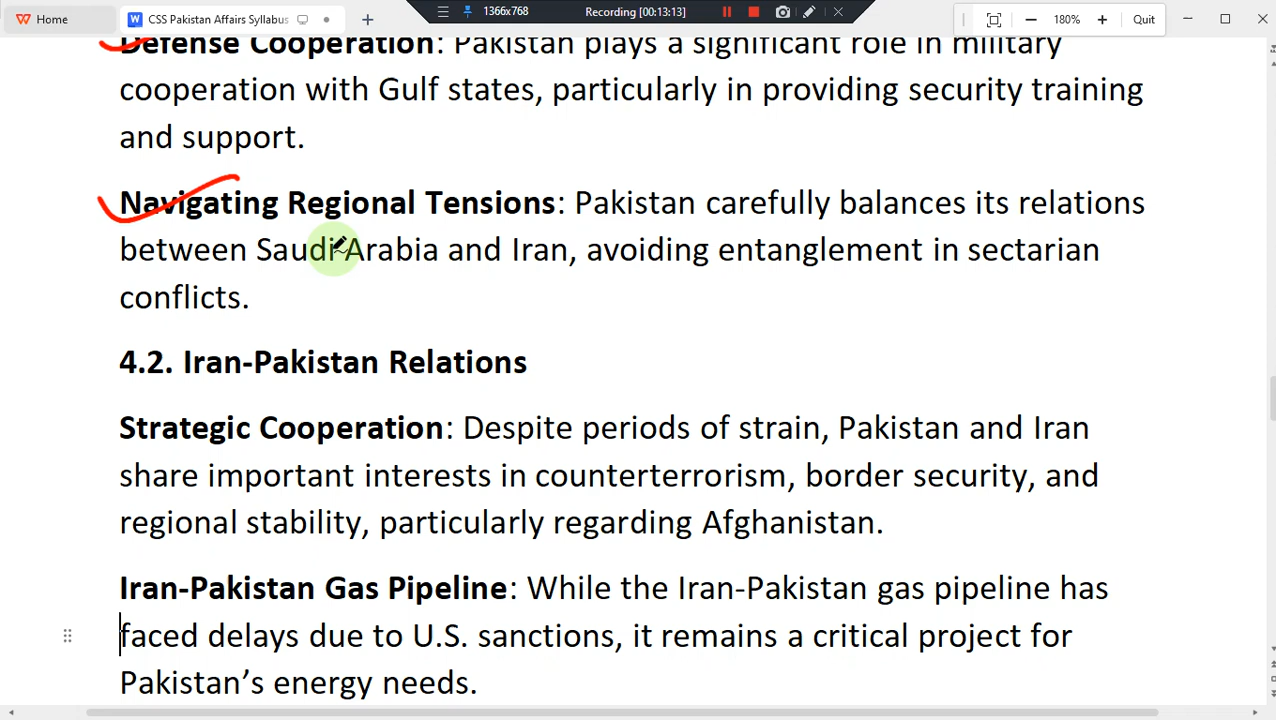 1366x768
Recording [00:13:13]
Home
CSS Pakistan Affairs Syllabus
180%
Quit
Defense Cooperation: Pakistan plays a significant role in military
cooperation with Gulf states, particularly in providing security training
and support.
Navigating Regional Tensions: Pakistan carefully balances its relations
between Saudi Arabia and Iran, avoiding entanglement in sectarian
conflicts.
4.2. Iran-Pakistan Relations
Strategic Cooperation: Despite periods of strain, Pakistan and Iran
share important interests in counterterrorism, border security, and
regional stability, particularly regarding Afghanistan.
Iran-Pakistan Gas Pipeline: While the Iran-Pakistan gas pipeline has
faced delays due to U.S. sanctions, it remains a critical project for
Pakistan’s energy needs.